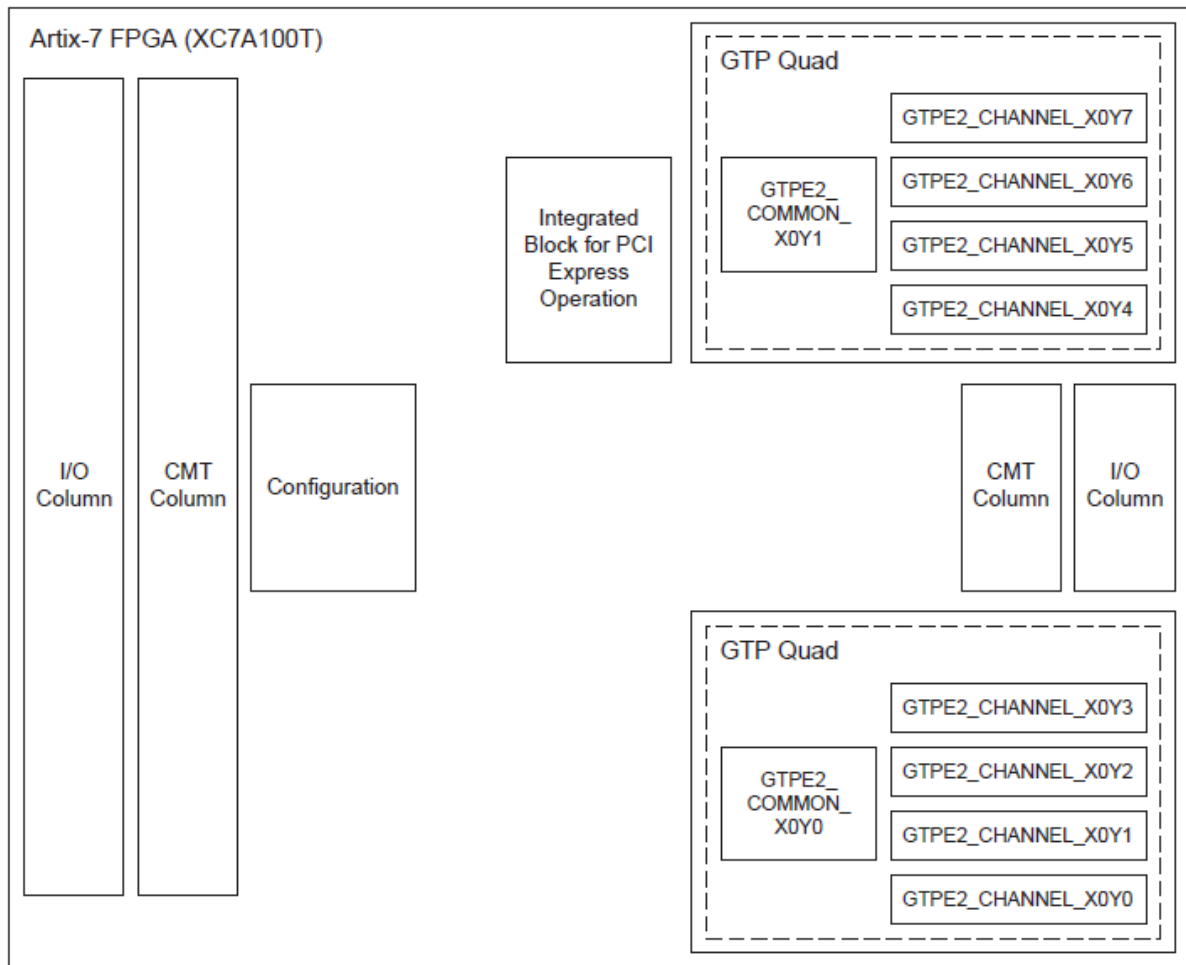 Artix-7 FPGA (XC7A100T)
I/O
Column
CMT
Column
Configuration
Integrated
Block for PCI
Express
Operation
GTP Quad
GTPE2_
COMMON_
X0Y1
GTPE2_CHANNEL_X0Y7
GTPE2_CHANNEL_X0Y6
GTPE2_CHANNEL_X0Y5
GTPE2_CHANNEL_X0Y4
CMT
Column
I/O
Column
GTP Quad
GTPE2_
COMMON_
X0Y0
GTPE2_CHANNEL_X0Y3
GTPE2_CHANNEL_X0Y2
GTPE2_CHANNEL_X0Y1
GTPE2_CHANNEL_X0Y0